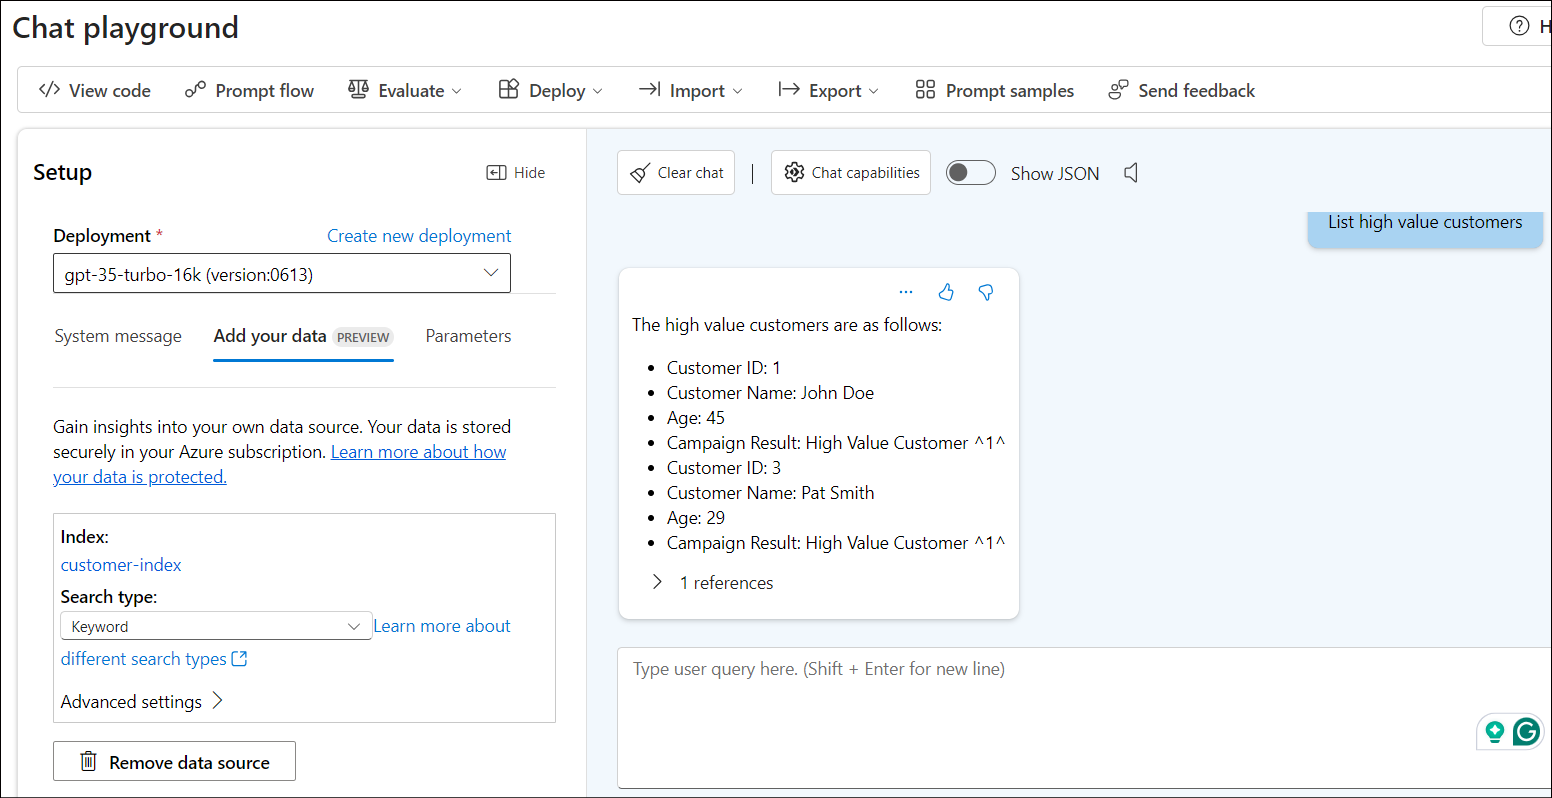 Chat playground
H
View code
Prompt flow
Evaluate
Deploy
Import
Export
Prompt samples
Send feedback
Setup
Hide
Deployment *
Create new deployment
gpt-35-turbo-16k (version:0613)
System message
Add your data PREVIEW
Parameters
Gain insights into your own data source. Your data is stored
securely in your Azure subscription. Learn more about how
your data is protected.
Index:
customer-index
Search type:
Keyword
Learn more about
different search types
Advanced settings
Remove data source
Clear chat
Chat capabilities
Show JSON
List high value customers
The high value customers are as follows:
• Customer ID: 1
• Customer Name: John Doe
• Age: 45
• Campaign Result: High Value Customer ^1^
• Customer ID: 3
• Customer Name: Pat Smith
• Age: 29
• Campaign Result: High Value Customer ^1^
1 references
Type user query here. (Shift + Enter for new line)